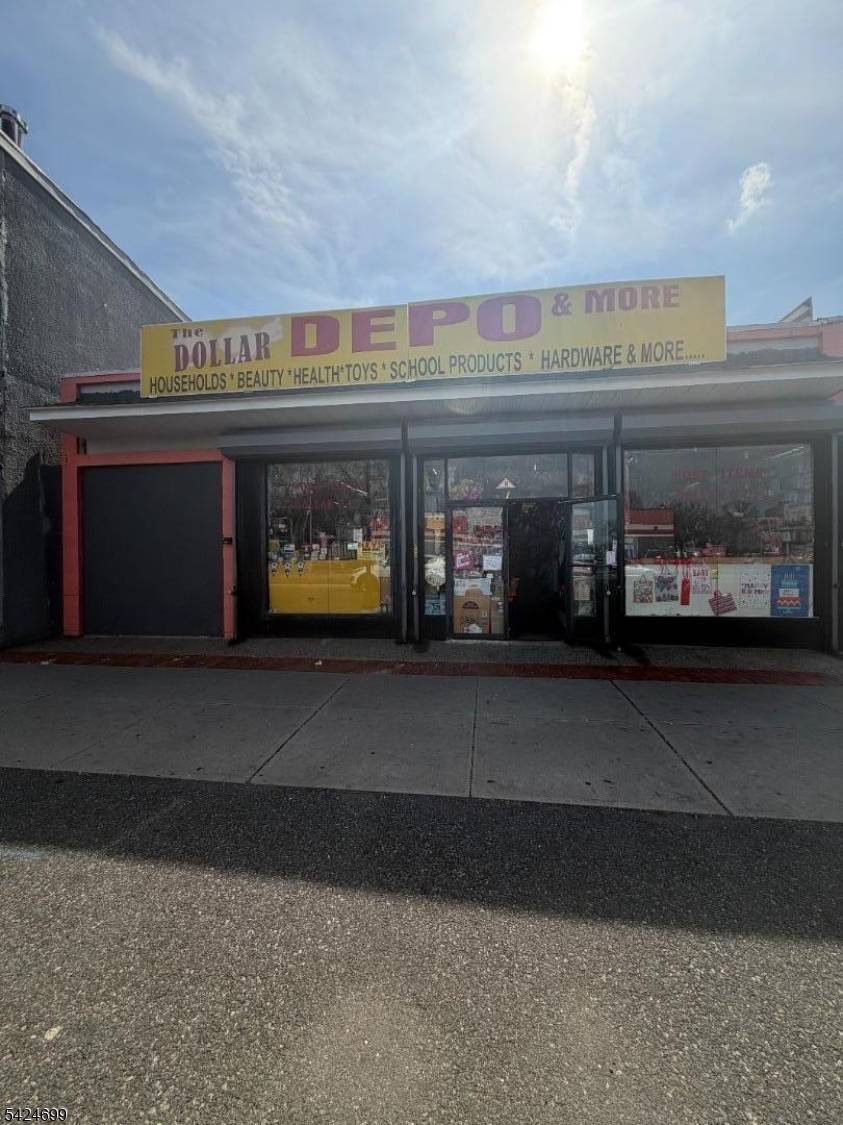 The
DOLLAR DEPO & MORE
HOUSEHOLDS * BEAUTY *HEALTH*TOYS * SCHOOL PRODUCTS * HARDWARE & MORE.....
5424699